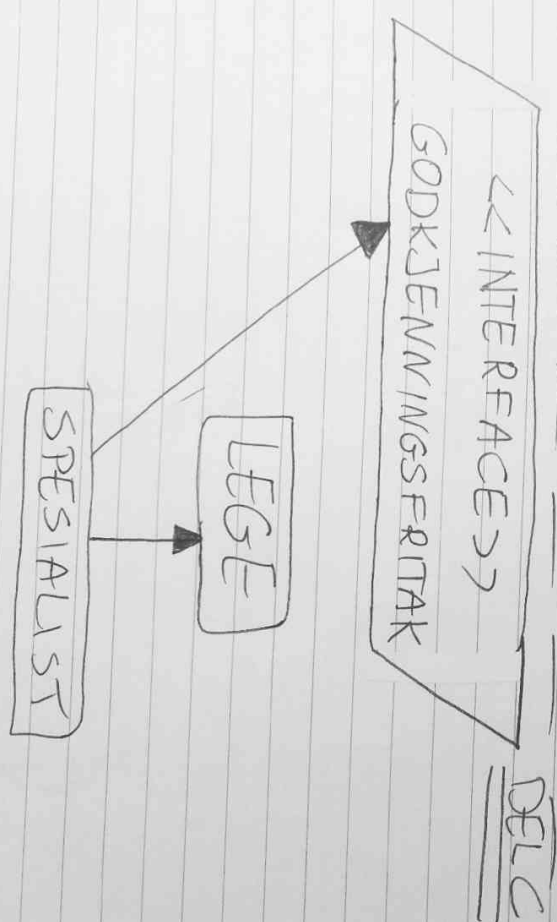 DEL C
<<INTERFACE>>
GODKJENNINGSFRITAK
LEGE
SPESIALIST